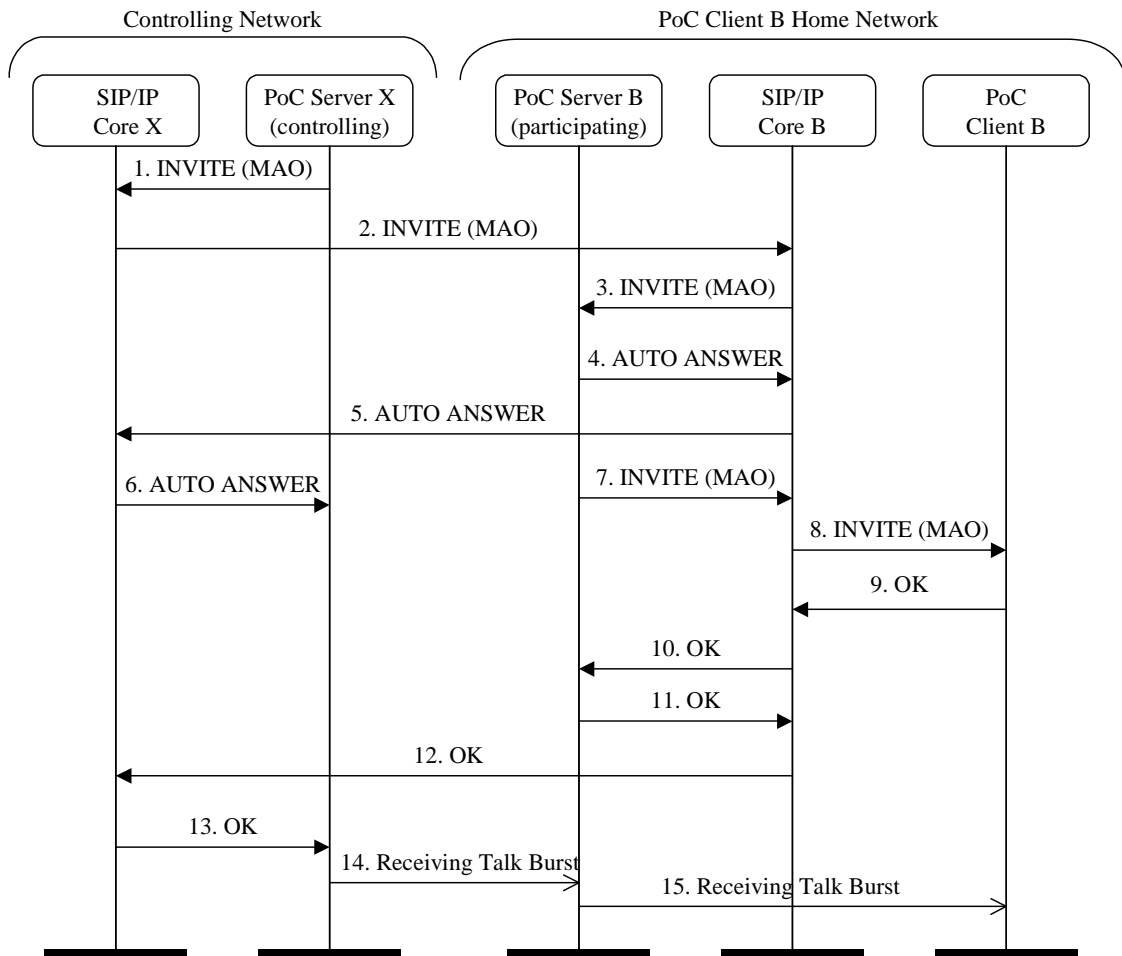 Controlling Network
PoC Client B Home Network
SIP/IP
Core X
PoC Server X
(controlling)
PoC Server B
(participating)
SIP/IP
Core B
PoC
Client B
1. INVITE (MAO)
2. INVITE (MAO)
3. INVITE (MAO)
4. AUTO ANSWER
5. AUTO ANSWER
6. AUTO ANSWER
7. INVITE (MAO)
8. INVITE (MAO)
9. OK
10. OK
11. OK
12. OK
13. OK
14. Receiving Talk Burst
15. Receiving Talk Burst